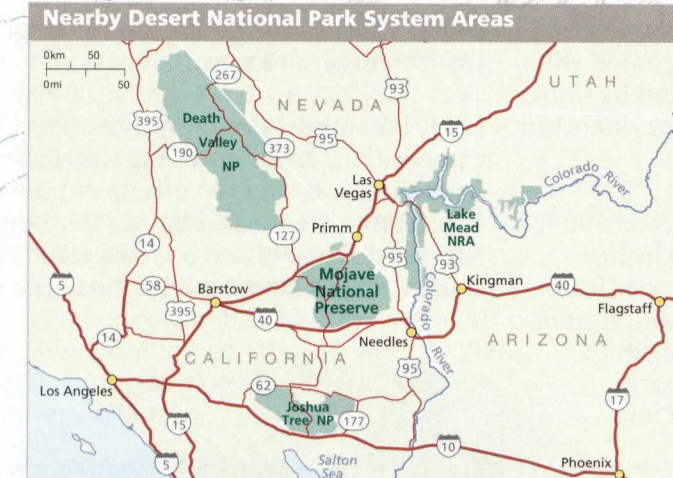 Nearby Desert National Park System Areas
0km 50
0mi 50
267
93
UTAH
NEVADA
395
Death
Valley
NP
190
373
95
15
Las
Vegas
Colorado River
Lake
Mead
NRA
Primm
127
14
95
93
Mojave
National
Preserve
5
58
Barstow
395
Kingman
40
Flagstaff
Colorado
River
40
14
Needles
ARIZONA
CALIFORNIA
95
62
Los Angeles
Joshua
Tree NP
177
17
15
10
5
Salton
Sea
Phoenix